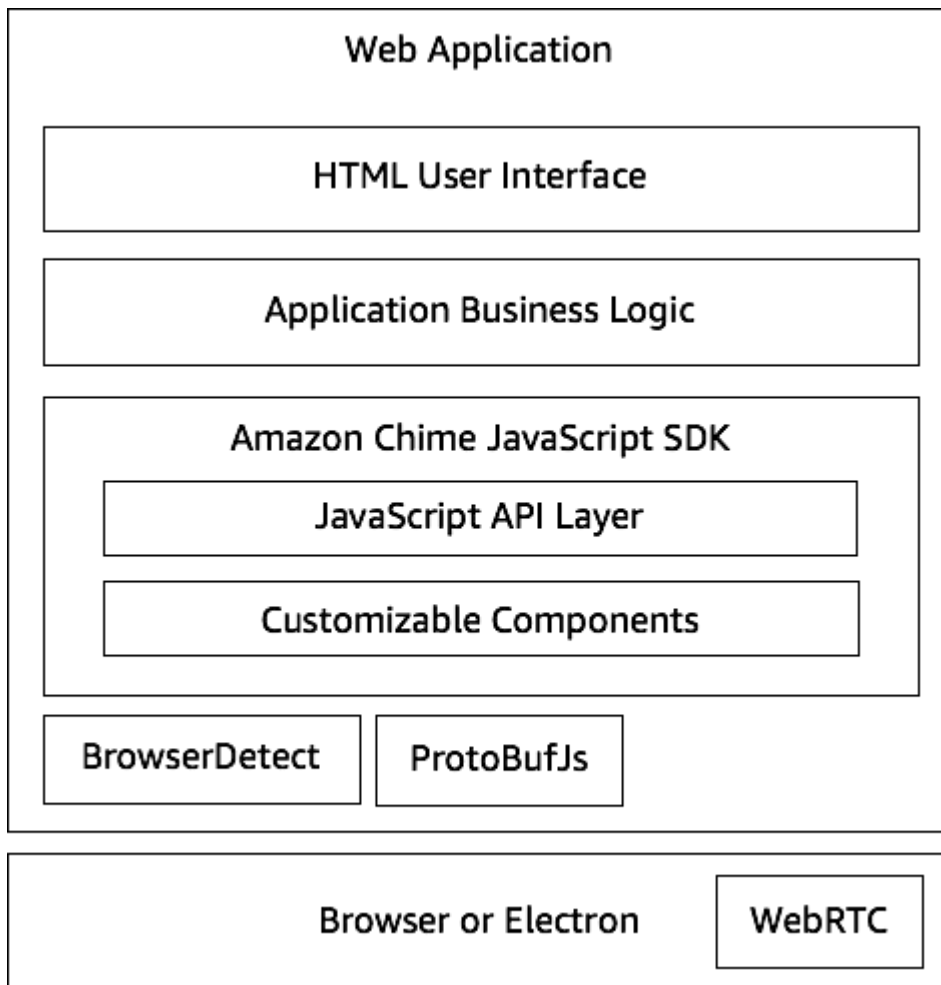 Web Application
HTML User Interface
Application Business Logic
Amazon Chime JavaScript SDK
JavaScript API Layer
Customizable Components
BrowserDetect
ProtoBufJs
Browser or Electron
WebRTC